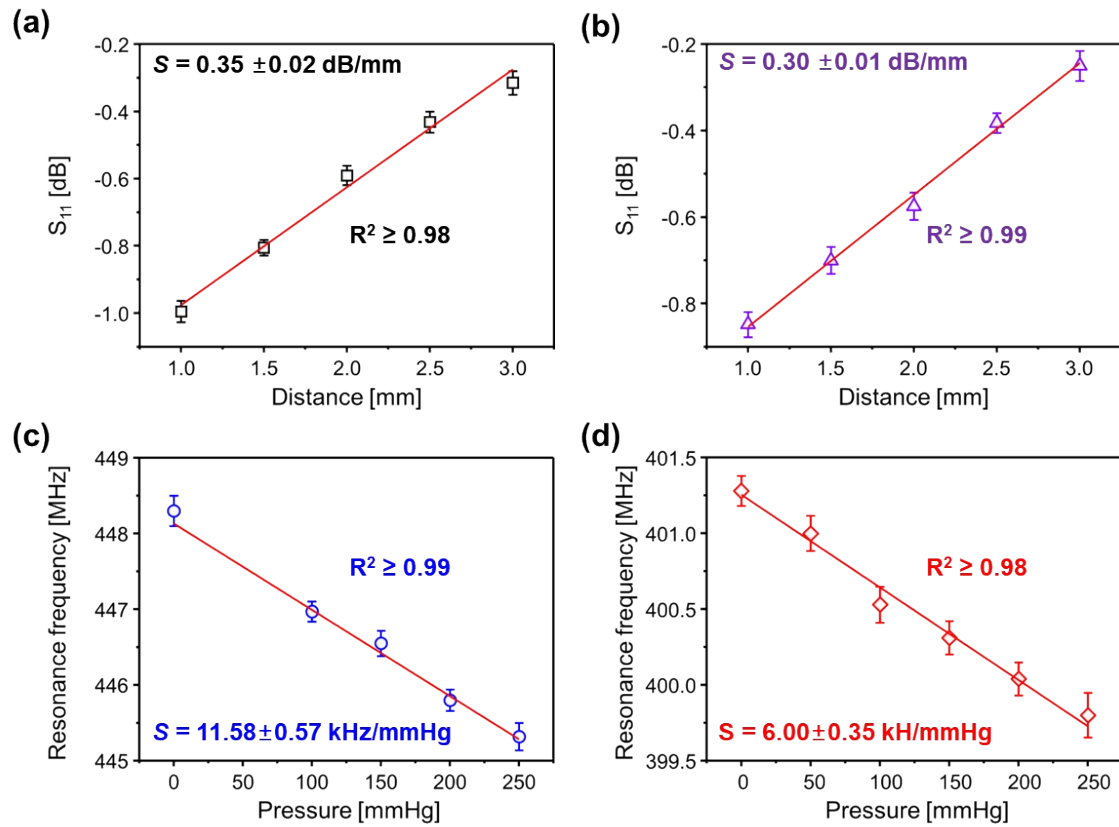 (a)
-0.2
-0.4
-0.6
-0.8
-1.0
S₁₁ [dB]
S = 0.35 ±0.02 dB/mm
R² ≥ 0.98
1.0 1.5 2.0 2.5 3.0
Distance [mm]
(b)
-0.2
-0.4
-0.6
-0.8
S₁₁ [dB]
S = 0.30 ±0.01 dB/mm
R² ≥ 0.99
1.0 1.5 2.0 2.5 3.0
Distance [mm]
(c)
449
448
447
446
445
Resonance frequency [MHz]
R² ≥ 0.99
S = 11.58±0.57 kHz/mmHg
0 100 150 200 250
Pressure [mmHg]
(d)
401.5
401.0
400.5
400.0
399.5
Resonance frequency [MHz]
R² ≥ 0.98
S = 6.00±0.35 kH/mmHg
0 50 100 150 200 250
Pressure [mmHg]